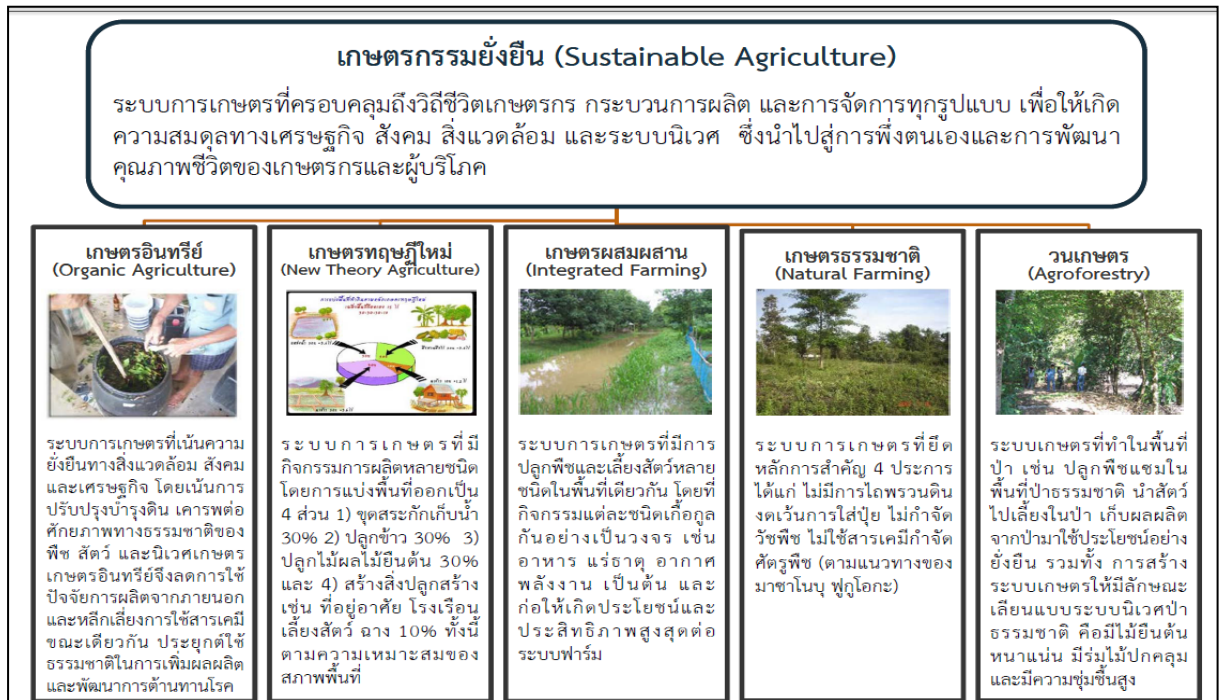 เกษตรกรรมยั่งยืน (Sustainable Agriculture)
ระบบการเกษตรที่ครอบคลุมถึงวิถีชีวิตเกษตรกร กระบวนการผลิต และการจัดการทุกรูปแบบ เพื่อให้เกิด
ความสมดุลทางเศรษฐกิจ สังคม สิ่งแวดล้อม และระบบนิเวศ ซึ่งนำไปสู่การพึ่งตนเองและการพัฒนา
คุณภาพชีวิตของเกษตรกรและผู้บริโภค
เกษตรอินทรีย์
(Organic Agriculture)
ระบบการเกษตรที่เน้นความ
ยั่งยืนทางสิ่งแวดล้อม สังคม
และเศรษฐกิจ โดยเน้นการ
ปรับปรุงบำรุงดิน เคารพต่อ
ศักยภาพทางธรรมชาติของ
พืช สัตว์ และนิเวศเกษตร
เกษตรอินทรีย์จึงลดการใช้
ปัจจัยการผลิตจากภายนอก
และหลีกเลี่ยงการใช้สารเคมี
ขณะเดียวกัน ประยุกต์ใช้
ธรรมชาติในการเพิ่มผลผลิต
และพัฒนาการต้านทานโรค
เกษตรทฤษฎีใหม่
(New Theory Agriculture)
ระบบการเกษตรที่มี
กิจกรรมการผลิตหลายชนิด
โดยการแบ่งพื้นที่ออกเป็น
4 ส่วน 1) ขุดสระกักเก็บน้ำ
30% 2) ปลูกข้าว 30% 3)
ปลูกไม้ผลไม้ยืนต้น 30%
และ 4) สร้างสิ่งปลูกสร้าง
เช่น ที่อยู่อาศัย โรงเรือน
เลี้ยงสัตว์ ฉาง 10% ทั้งนี้
ตามความเหมาะสมของ
สภาพพื้นที่
เกษตรผสมผสาน
(Integrated Farming)
ระบบการเกษตรที่มีการ
ปลูกพืชและเลี้ยงสัตว์หลาย
ชนิดในพื้นที่เดียวกัน โดยที่
กิจกรรมแต่ละชนิดเกื้อกูล
กันอย่างเป็นวงจร เช่น
อาหาร แร่ธาตุ อากาศ
พลังงาน เป็นต้น และ
ก่อให้เกิดประโยชน์และ
ประสิทธิภาพสูงสุดต่อ
ระบบฟาร์ม
เกษตรธรรมชาติ
(Natural Farming)
ระบบการเกษตรที่ยึด
หลักการสำคัญ 4 ประการ
ได้แก่ ไม่มีการไถพรวนดิน
งดเว้นการใส่ปุ๋ย ไม่กำจัด
วัชพืช ไม่ใช้สารเคมีกำจัด
ศัตรูพืช (ตามแนวทางของ
มาซาโนบุ ฟูกูโอกะ)
วนเกษตร
(Agroforestry)
ระบบเกษตรที่ทำในพื้นที่
ป่า เช่น ปลูกพืชแซมใน
พื้นที่ป่าธรรมชาติ นำสัตว์
ไปเลี้ยงในป่า เก็บผลผลิต
จากป่ามาใช้ประโยชน์อย่าง
ยั่งยืน รวมทั้ง การสร้าง
ระบบเกษตรให้มีลักษณะ
เลียนแบบระบบนิเวศป่า
ธรรมชาติ คือมีไม้ยืนต้น
หนาแน่น มีร่มไม้ปกคลุม
และมีความชุ่มชื้นสูง